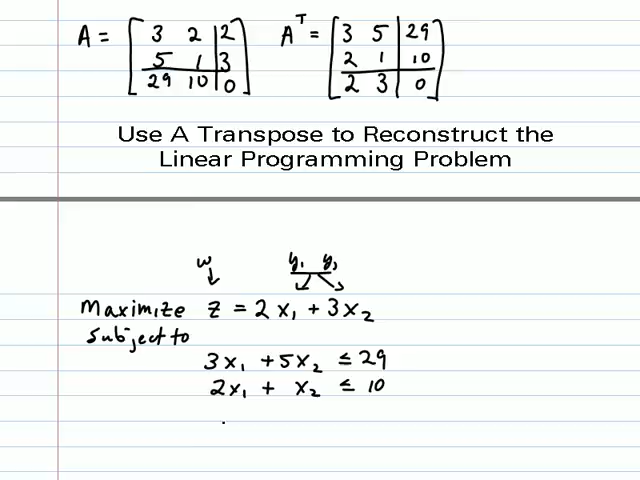 A = [ 3 2 | 2   Aᵀ = [ 3 5 | 29
5 1 | 3   2 1 | 10
29 10 | 0 ]   2 3 | 0 ]
Use A Transpose to Reconstruct the
Linear Programming Problem
w   y₁ y₂
Maximize z = 2x₁ + 3x₂
Subject to
3x₁ + 5x₂ ≤ 29
2x₁ + x₂ ≤ 10